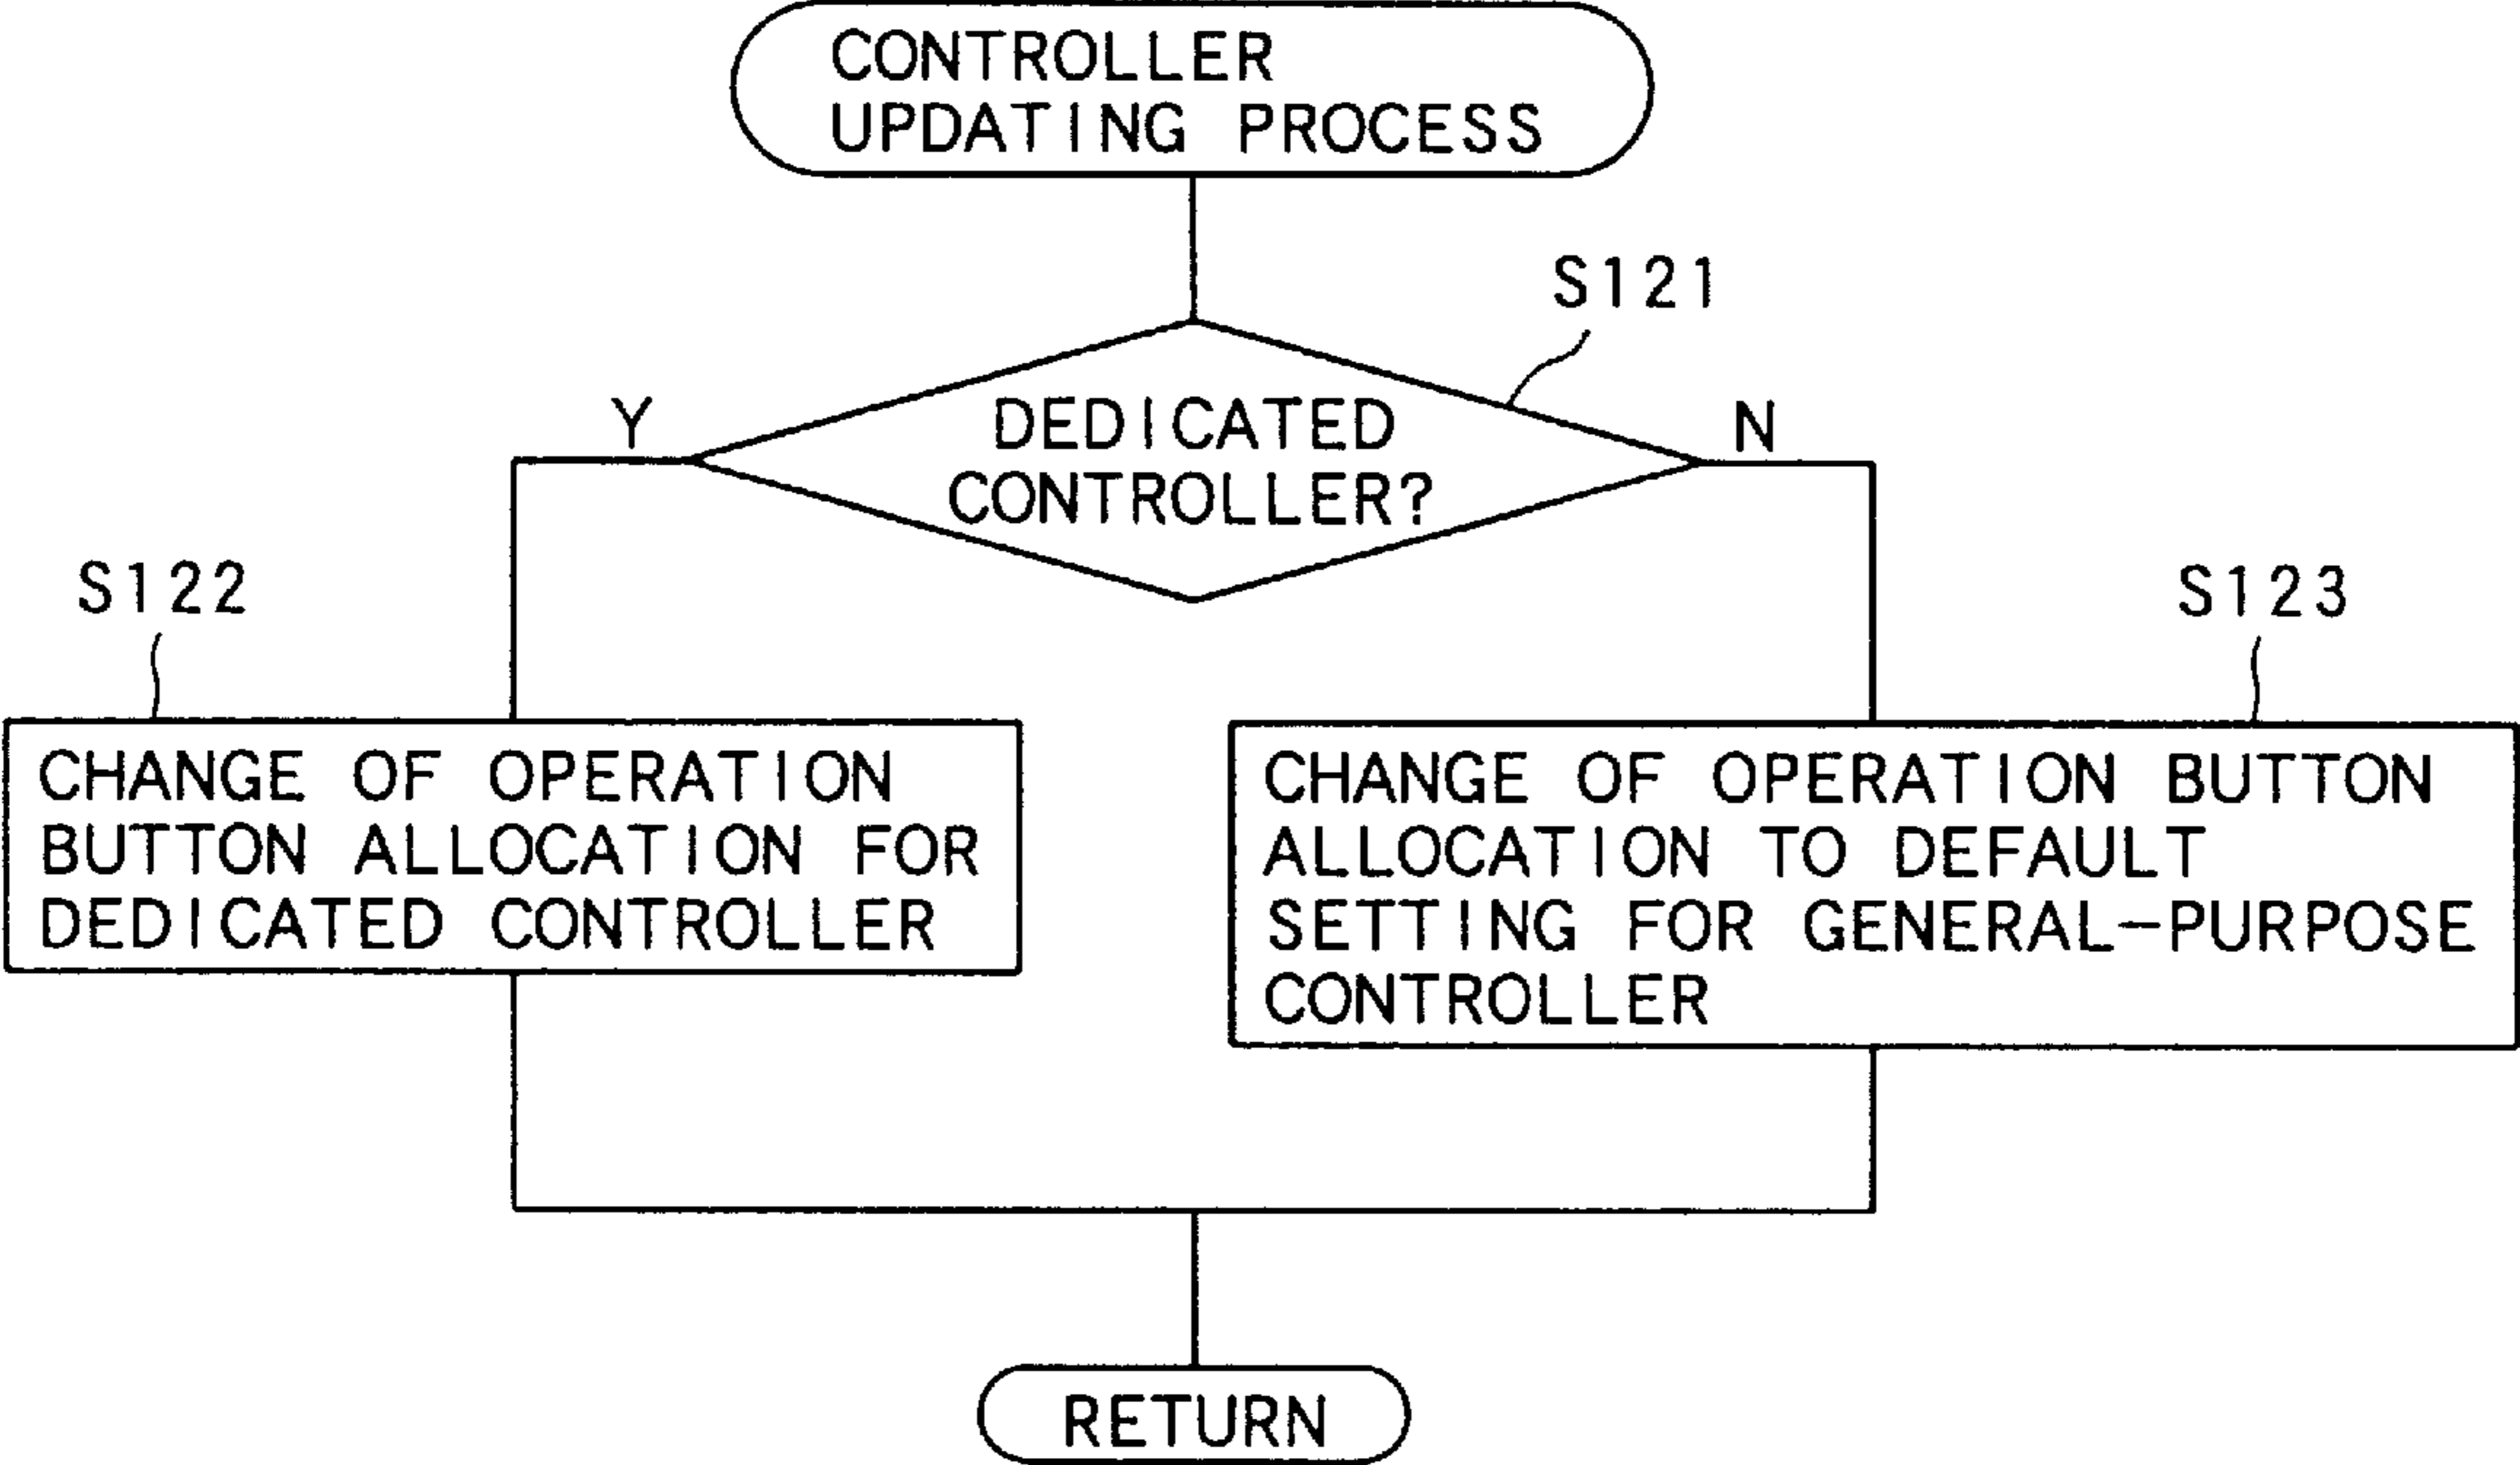 CONTROLLER
UPDATING PROCESS
S121
Y
DEDICATED
CONTROLLER?
N
S122
S123
CHANGE OF OPERATION
BUTTON ALLOCATION FOR
DEDICATED CONTROLLER
CHANGE OF OPERATION BUTTON
ALLOCATION TO DEFAULT
SETTING FOR GENERAL-PURPOSE
CONTROLLER
RETURN